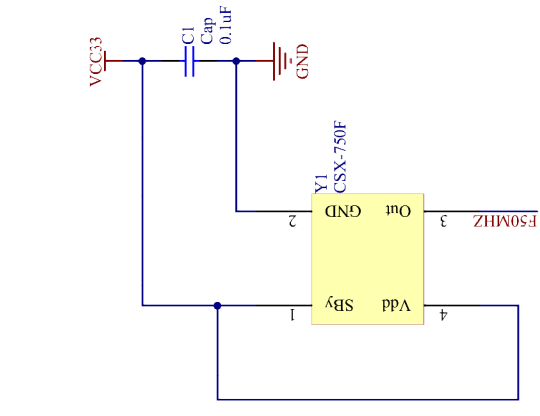 VCC33
C1
Cap
0.1uF
GND
Y1
CSX-750F
2
GND
Out
3
F50MHZ
1
SBy
Vdd
4